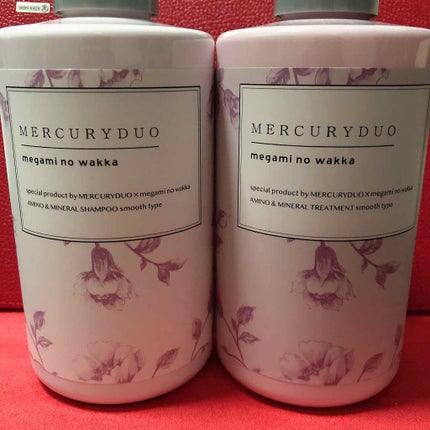 MERCURYDUO
megami no wakka
special product by MERCURYDUO×megami no wakka
AMINO & MINERAL SHAMPOO smooth type
MERCURYDUO
megami no wakka
special product by MERCURYDUO×megami no wakka
AMINO & MINERAL TREATMENT smooth type